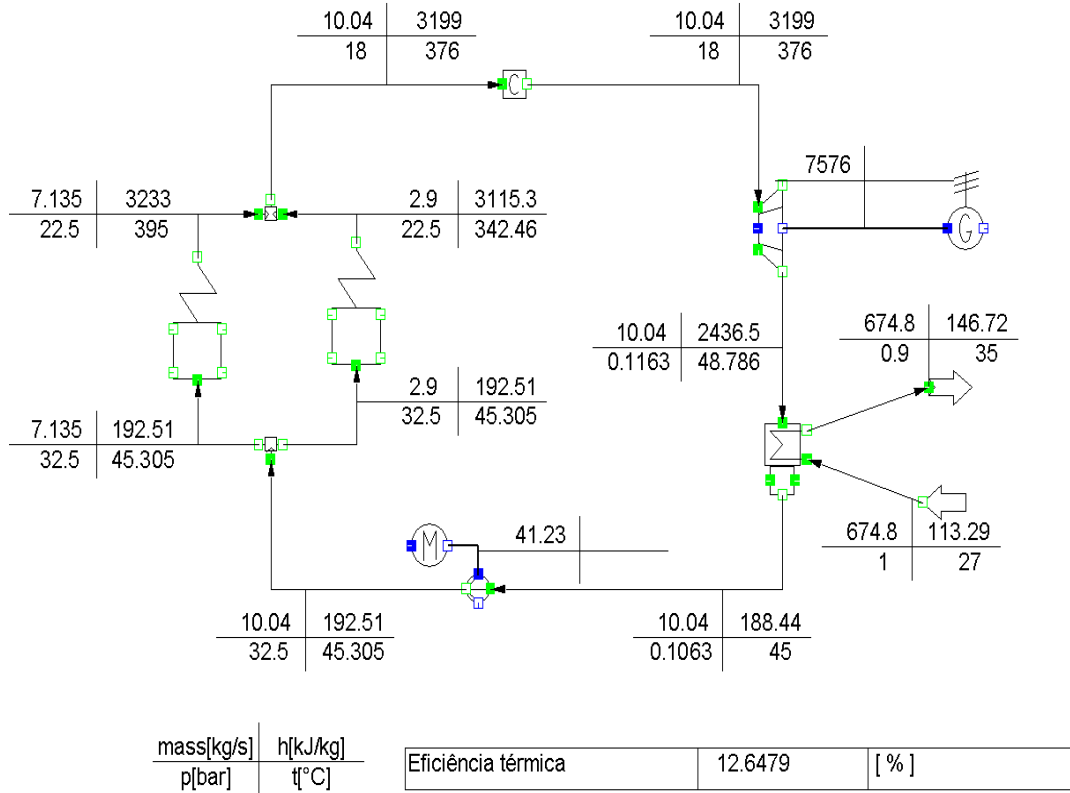 10.04 3199 10.04 3199
18 376 18 376
C
7576
7.135 3233 2.9 3115.3
22.5 395 22.5 342.46
G
10.04 2436.5 674.8 146.72
0.1163 48.786 0.9 35
2.9 192.51
32.5 45.305
7.135 192.51
32.5 45.305
M 41.23 674.8 113.29
1 27
10.04 192.51 10.04 188.44
32.5 45.305 0.1063 45
mass[kg/s] h[kJ/kg]
p[bar] t[°C]
Eficiência térmica 12.6479 [ % ]